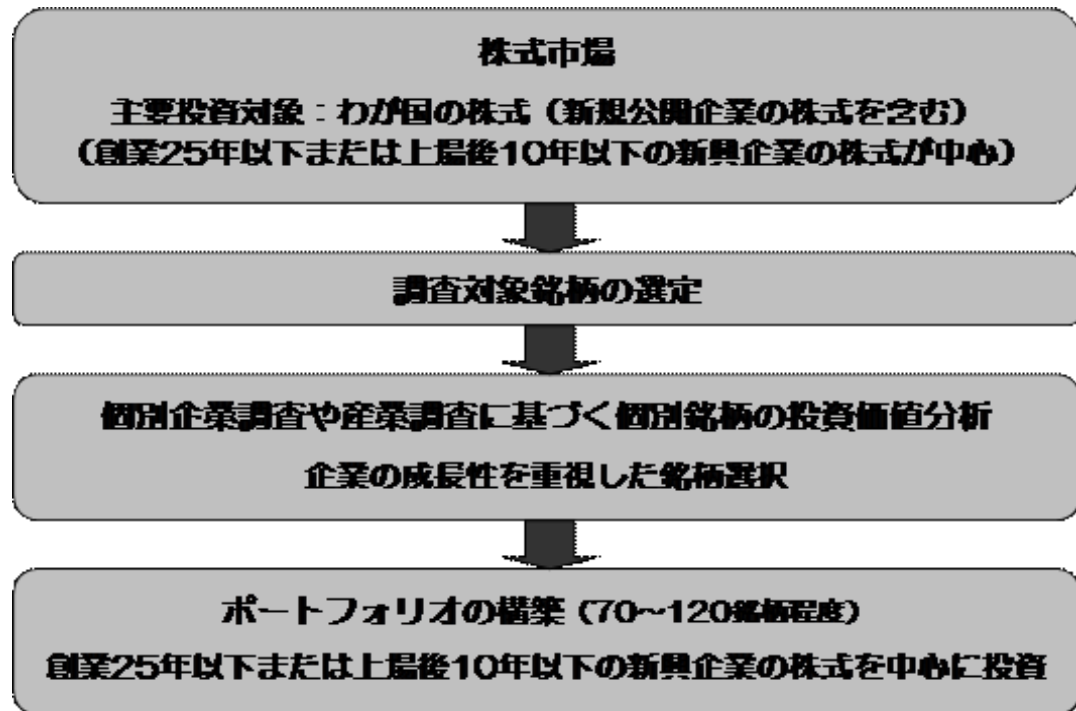 株式市場
主要投資対象：わが国の株式（新規公開企業の株式を含む）
（創業25年以下または上場後10年以下の新興企業の株式が中心）
調査対象銘柄の選定
個別企業調査や産業調査に基づく個別銘柄の投資価値分析
企業の成長性を重視した銘柄選択
ポートフォリオの構築（70～120銘柄程度）
創業25年以下または上場後10年以下の新興企業の株式を中心に投資